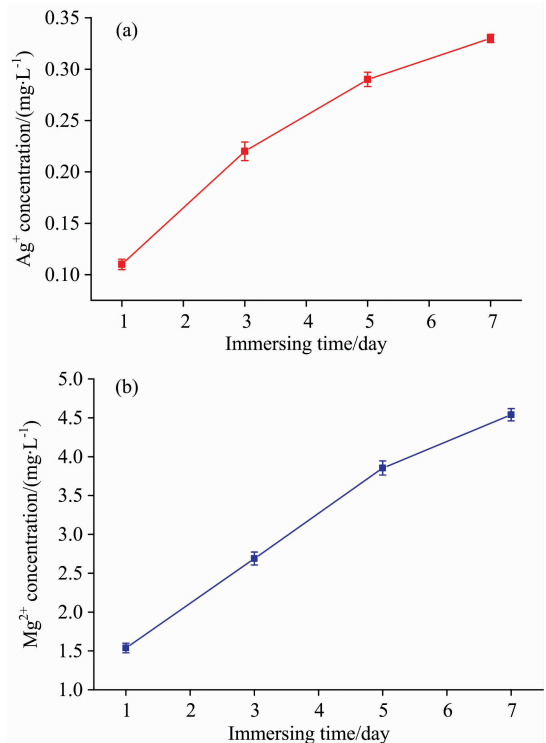 (a)
0.35
0.30
0.25
0.20
0.15
0.10
Ag⁺ concentration/(mg·L⁻¹)
1 2 3 4 5 6 7
Immersing time/day
(b)
5.0
4.5
4.0
3.5
3.0
2.5
2.0
1.5
1.0
Mg²⁺ concentration/(mg·L⁻¹)
1 2 3 4 5 6 7
Immersing time/day